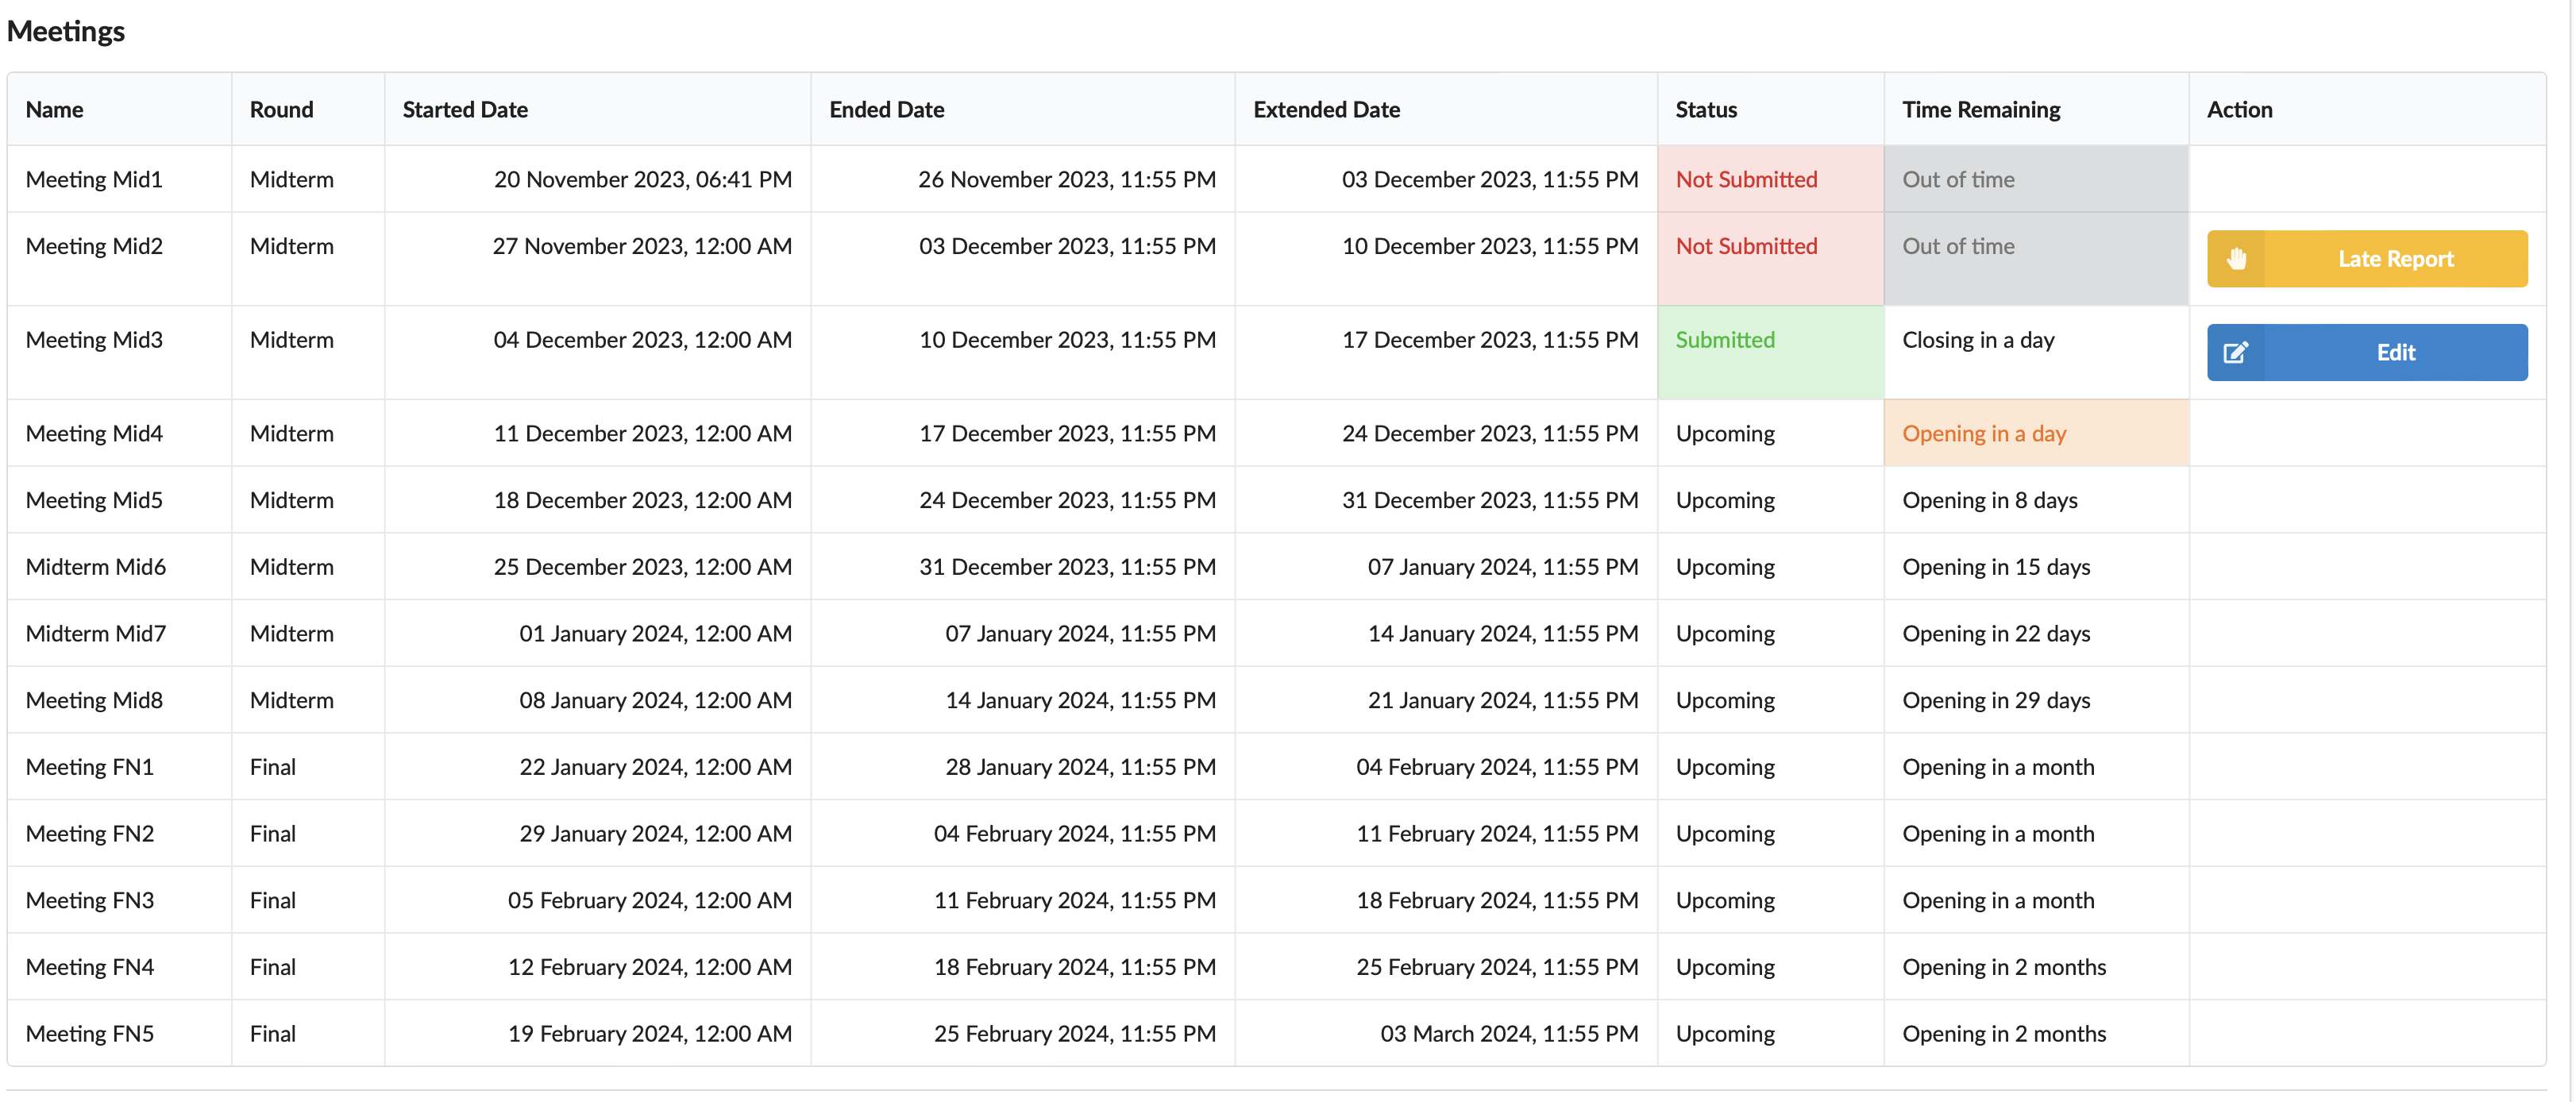 Meetings
Name Round Started Date Ended Date Extended Date Status Time Remaining Action
Meeting Mid1 Midterm 20 November 2023, 06:41 PM 26 November 2023, 11:55 PM 03 December 2023, 11:55 PM Not Submitted Out of time
Meeting Mid2 Midterm 27 November 2023, 12:00 AM 03 December 2023, 11:55 PM 10 December 2023, 11:55 PM Not Submitted Out of time Late Report
Meeting Mid3 Midterm 04 December 2023, 12:00 AM 10 December 2023, 11:55 PM 17 December 2023, 11:55 PM Submitted Closing in a day Edit
Meeting Mid4 Midterm 11 December 2023, 12:00 AM 17 December 2023, 11:55 PM 24 December 2023, 11:55 PM Upcoming Opening in a day
Meeting Mid5 Midterm 18 December 2023, 12:00 AM 24 December 2023, 11:55 PM 31 December 2023, 11:55 PM Upcoming Opening in 8 days
Midterm Mid6 Midterm 25 December 2023, 12:00 AM 31 December 2023, 11:55 PM 07 January 2024, 11:55 PM Upcoming Opening in 15 days
Midterm Mid7 Midterm 01 January 2024, 12:00 AM 07 January 2024, 11:55 PM 14 January 2024, 11:55 PM Upcoming Opening in 22 days
Meeting Mid8 Midterm 08 January 2024, 12:00 AM 14 January 2024, 11:55 PM 21 January 2024, 11:55 PM Upcoming Opening in 29 days
Meeting FN1 Final 22 January 2024, 12:00 AM 28 January 2024, 11:55 PM 04 February 2024, 11:55 PM Upcoming Opening in a month
Meeting FN2 Final 29 January 2024, 12:00 AM 04 February 2024, 11:55 PM 11 February 2024, 11:55 PM Upcoming Opening in a month
Meeting FN3 Final 05 February 2024, 12:00 AM 11 February 2024, 11:55 PM 18 February 2024, 11:55 PM Upcoming Opening in a month
Meeting FN4 Final 12 February 2024, 12:00 AM 18 February 2024, 11:55 PM 25 February 2024, 11:55 PM Upcoming Opening in 2 months
Meeting FN5 Final 19 February 2024, 12:00 AM 25 February 2024, 11:55 PM 03 March 2024, 11:55 PM Upcoming Opening in 2 months